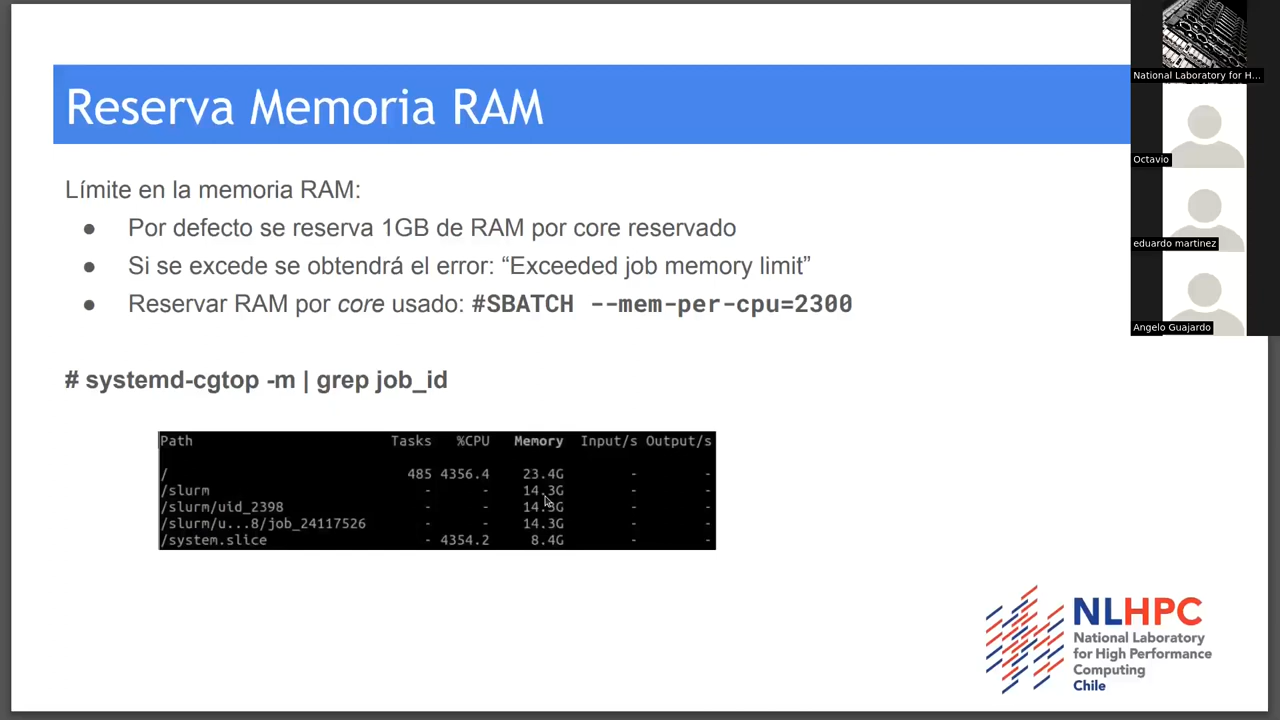 Reserva Memoria RAM
Límite en la memoria RAM:
● Por defecto se reserva 1GB de RAM por core reservado
● Si se excede se obtendrá el error: “Exceeded job memory limit”
● Reservar RAM por core usado: #SBATCH --mem-per-cpu=2300
# systemd-cgtop -m | grep job_id
Path Tasks %CPU Memory Input/s Output/s
/ 485 4356.4 23.4G - -
/slurm - - 14.3G - -
/slurm/uid_2398 - - 14.3G - -
/slurm/u...8/job_24117526 - - 14.3G - -
/system.slice - 4354.2 8.4G - -
NLHPC
National Laboratory
for High Performance
Computing
Chile
National Laboratory for H...
Octavio
eduardo martinez
Angelo Guajardo